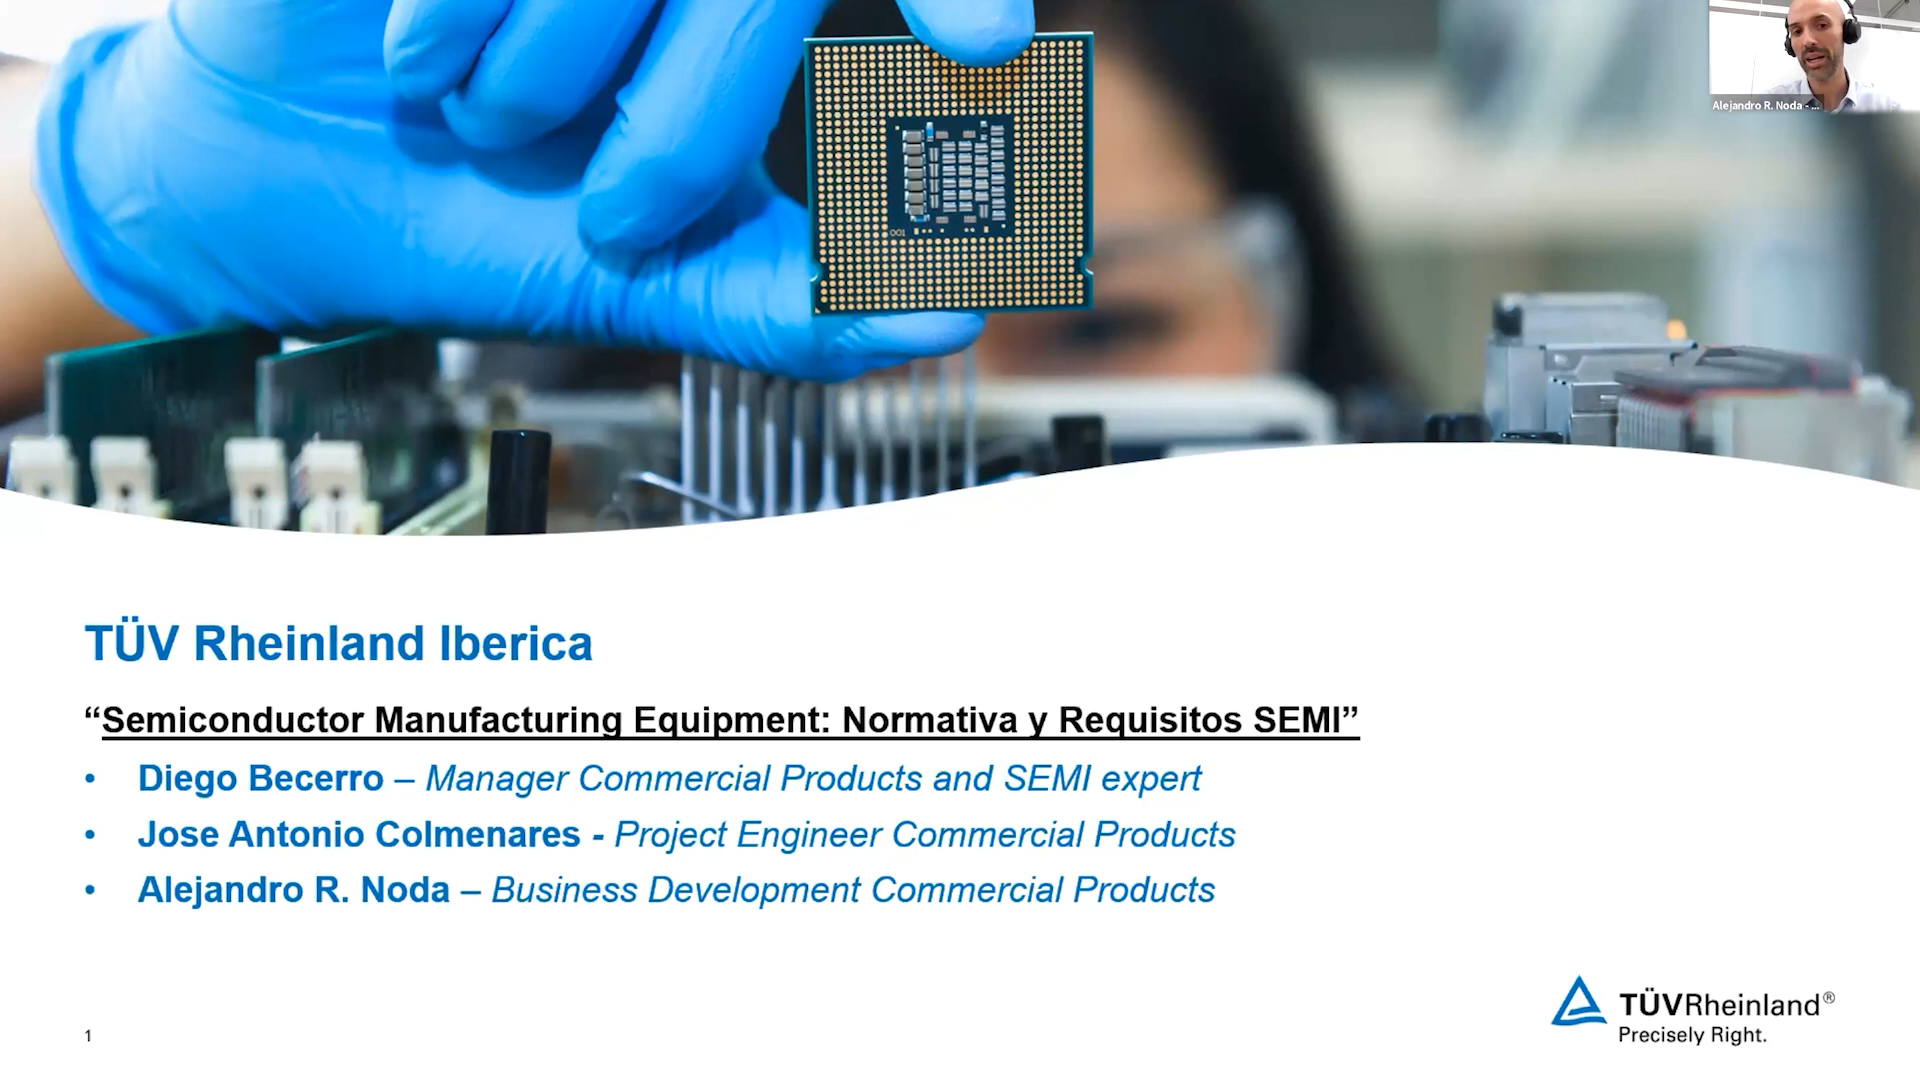 Alejandro R. Noda - ...
001
TÜV Rheinland Iberica
“Semiconductor Manufacturing Equipment: Normativa y Requisitos SEMI”
• Diego Becerro – Manager Commercial Products and SEMI expert
• Jose Antonio Colmenares - Project Engineer Commercial Products
• Alejandro R. Noda – Business Development Commercial Products
TÜVRheinland®
Precisely Right.
1